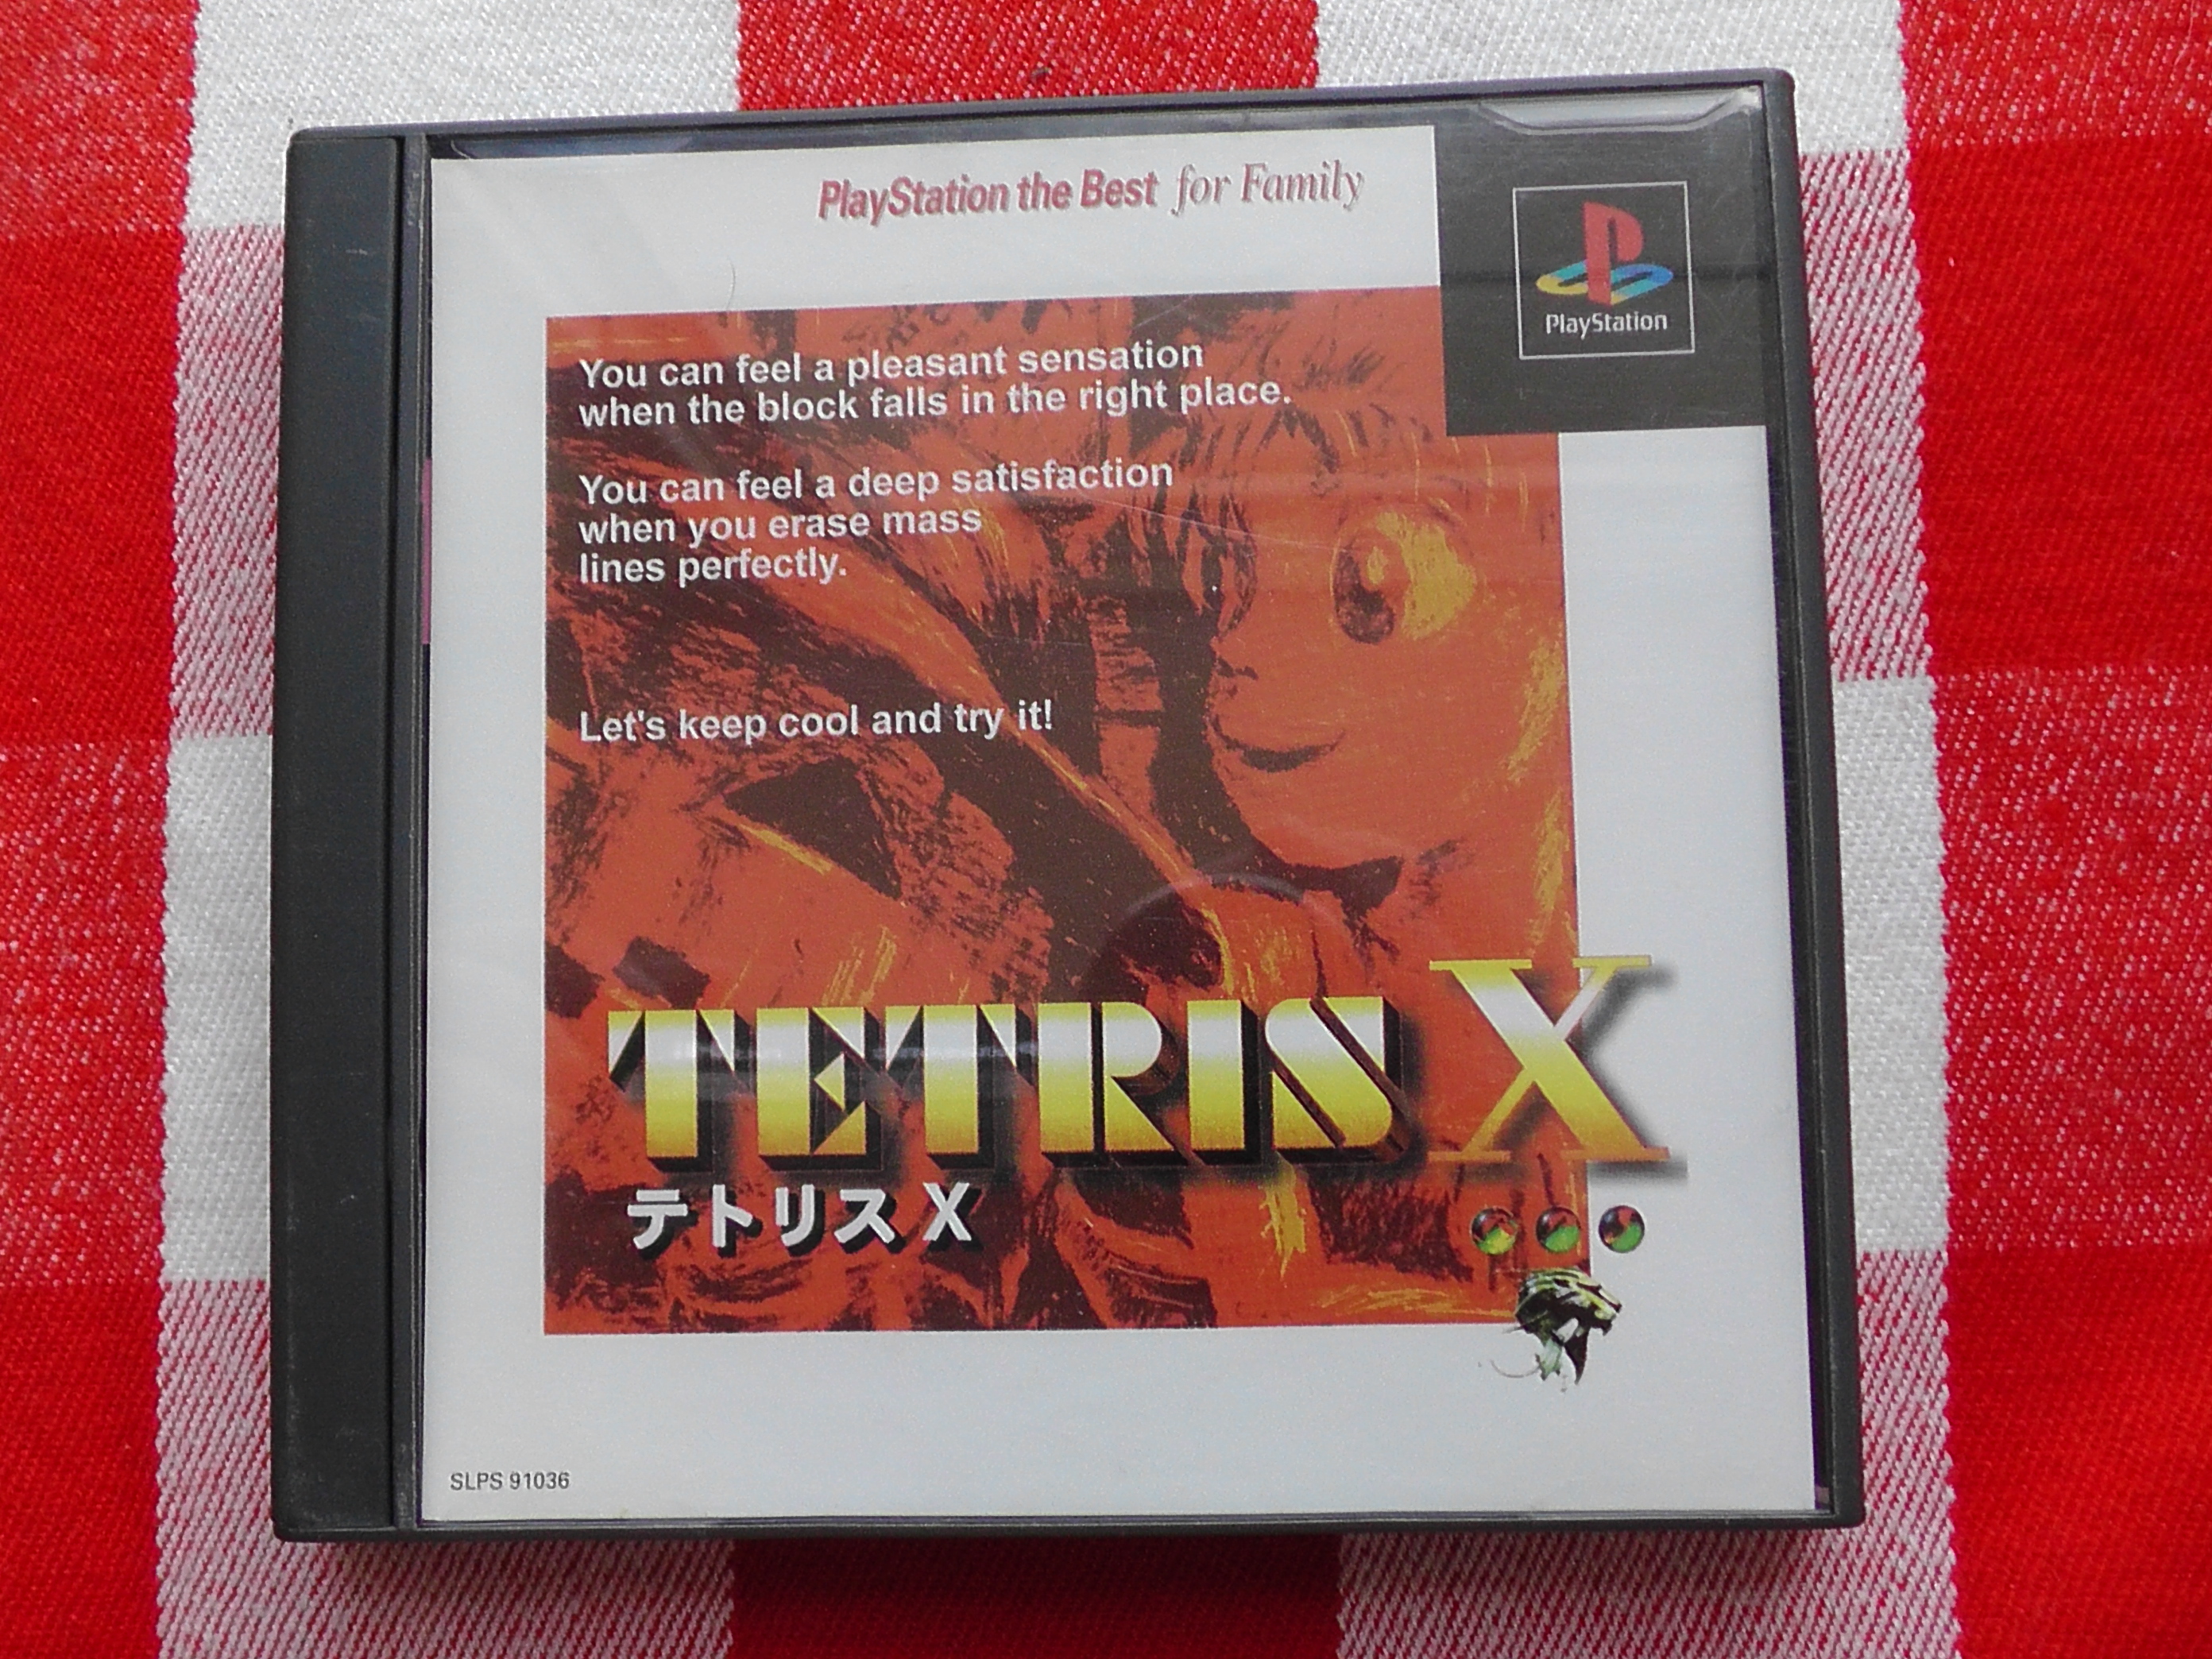 PlayStation the Best for Family
PlayStation
You can feel a pleasant sensation
when the block falls in the right place.
You can feel a deep satisfaction
when you erase mass
lines perfectly.
Let's keep cool and try it!
TETRIS X
テトリス X
SLPS 91036